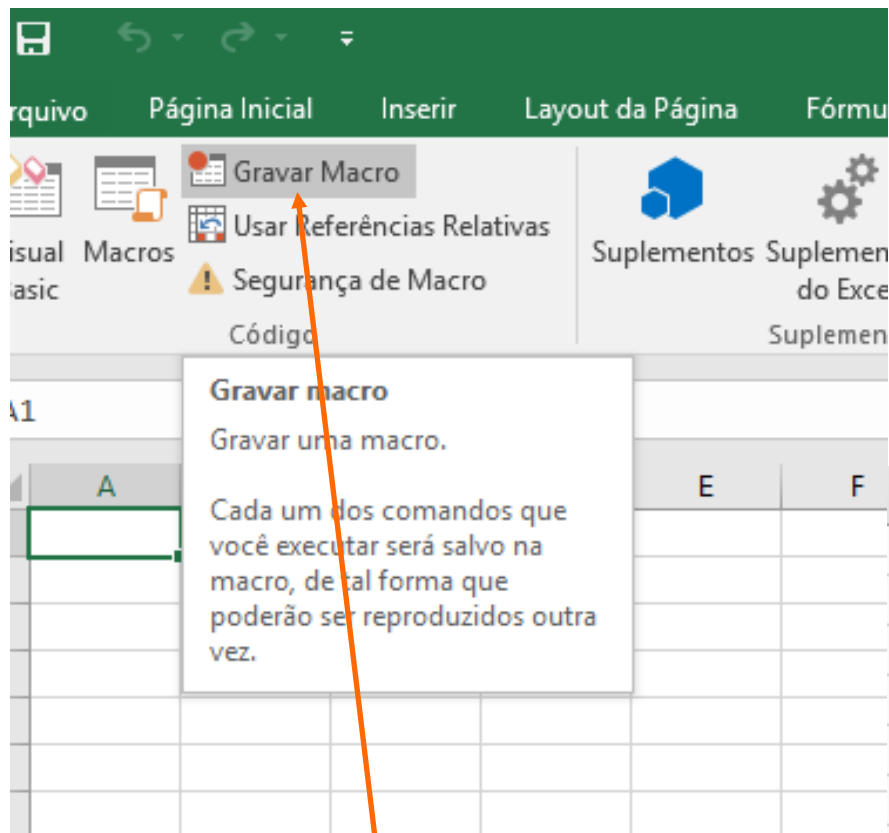 rquivo Página Inicial Inserir Layout da Página Fórmu
Gravar Macro
Usar Referências Relativas
Segurança de Macro
isual
asic
Macros
Suplementos
Suplemen
do Exce
Código
Suplemen
A1
Gravar macro
Gravar uma macro.
Cada um dos comandos que
você executar será salvo na
macro, de tal forma que
poderão ser reproduzidos outra
vez.
A E F